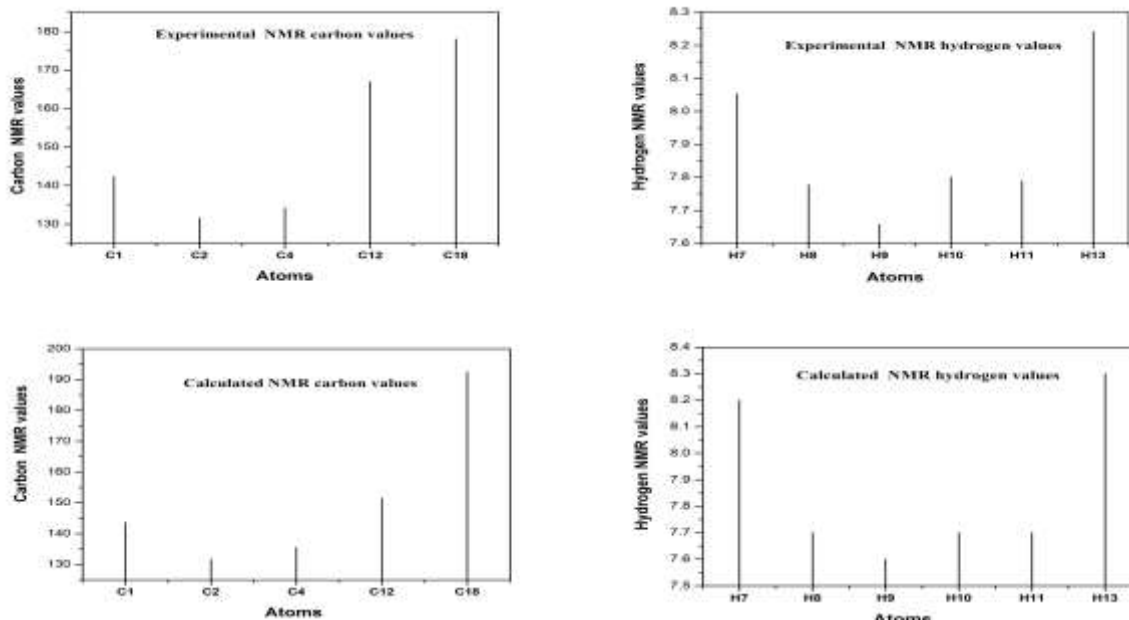 Experimental NMR carbon values
Carbon NMR values
180
170
160
150
140
130
C1 C2 C4 C12 C18
Atoms
Experimental NMR hydrogen values
Hydrogen NMR values
8.3
8.2
8.1
8.0
7.9
7.8
7.7
7.6
H7 H8 H9 H10 H11 H13
Atoms
Calculated NMR carbon values
Carbon NMR values
200
190
180
170
160
150
140
130
C1 C2 C4 C12 C18
Atoms
Calculated NMR hydrogen values
Hydrogen NMR values
8.4
8.3
8.2
8.1
8.0
7.9
7.8
7.7
7.6
7.5
H7 H8 H9 H10 H11 H13
Atoms